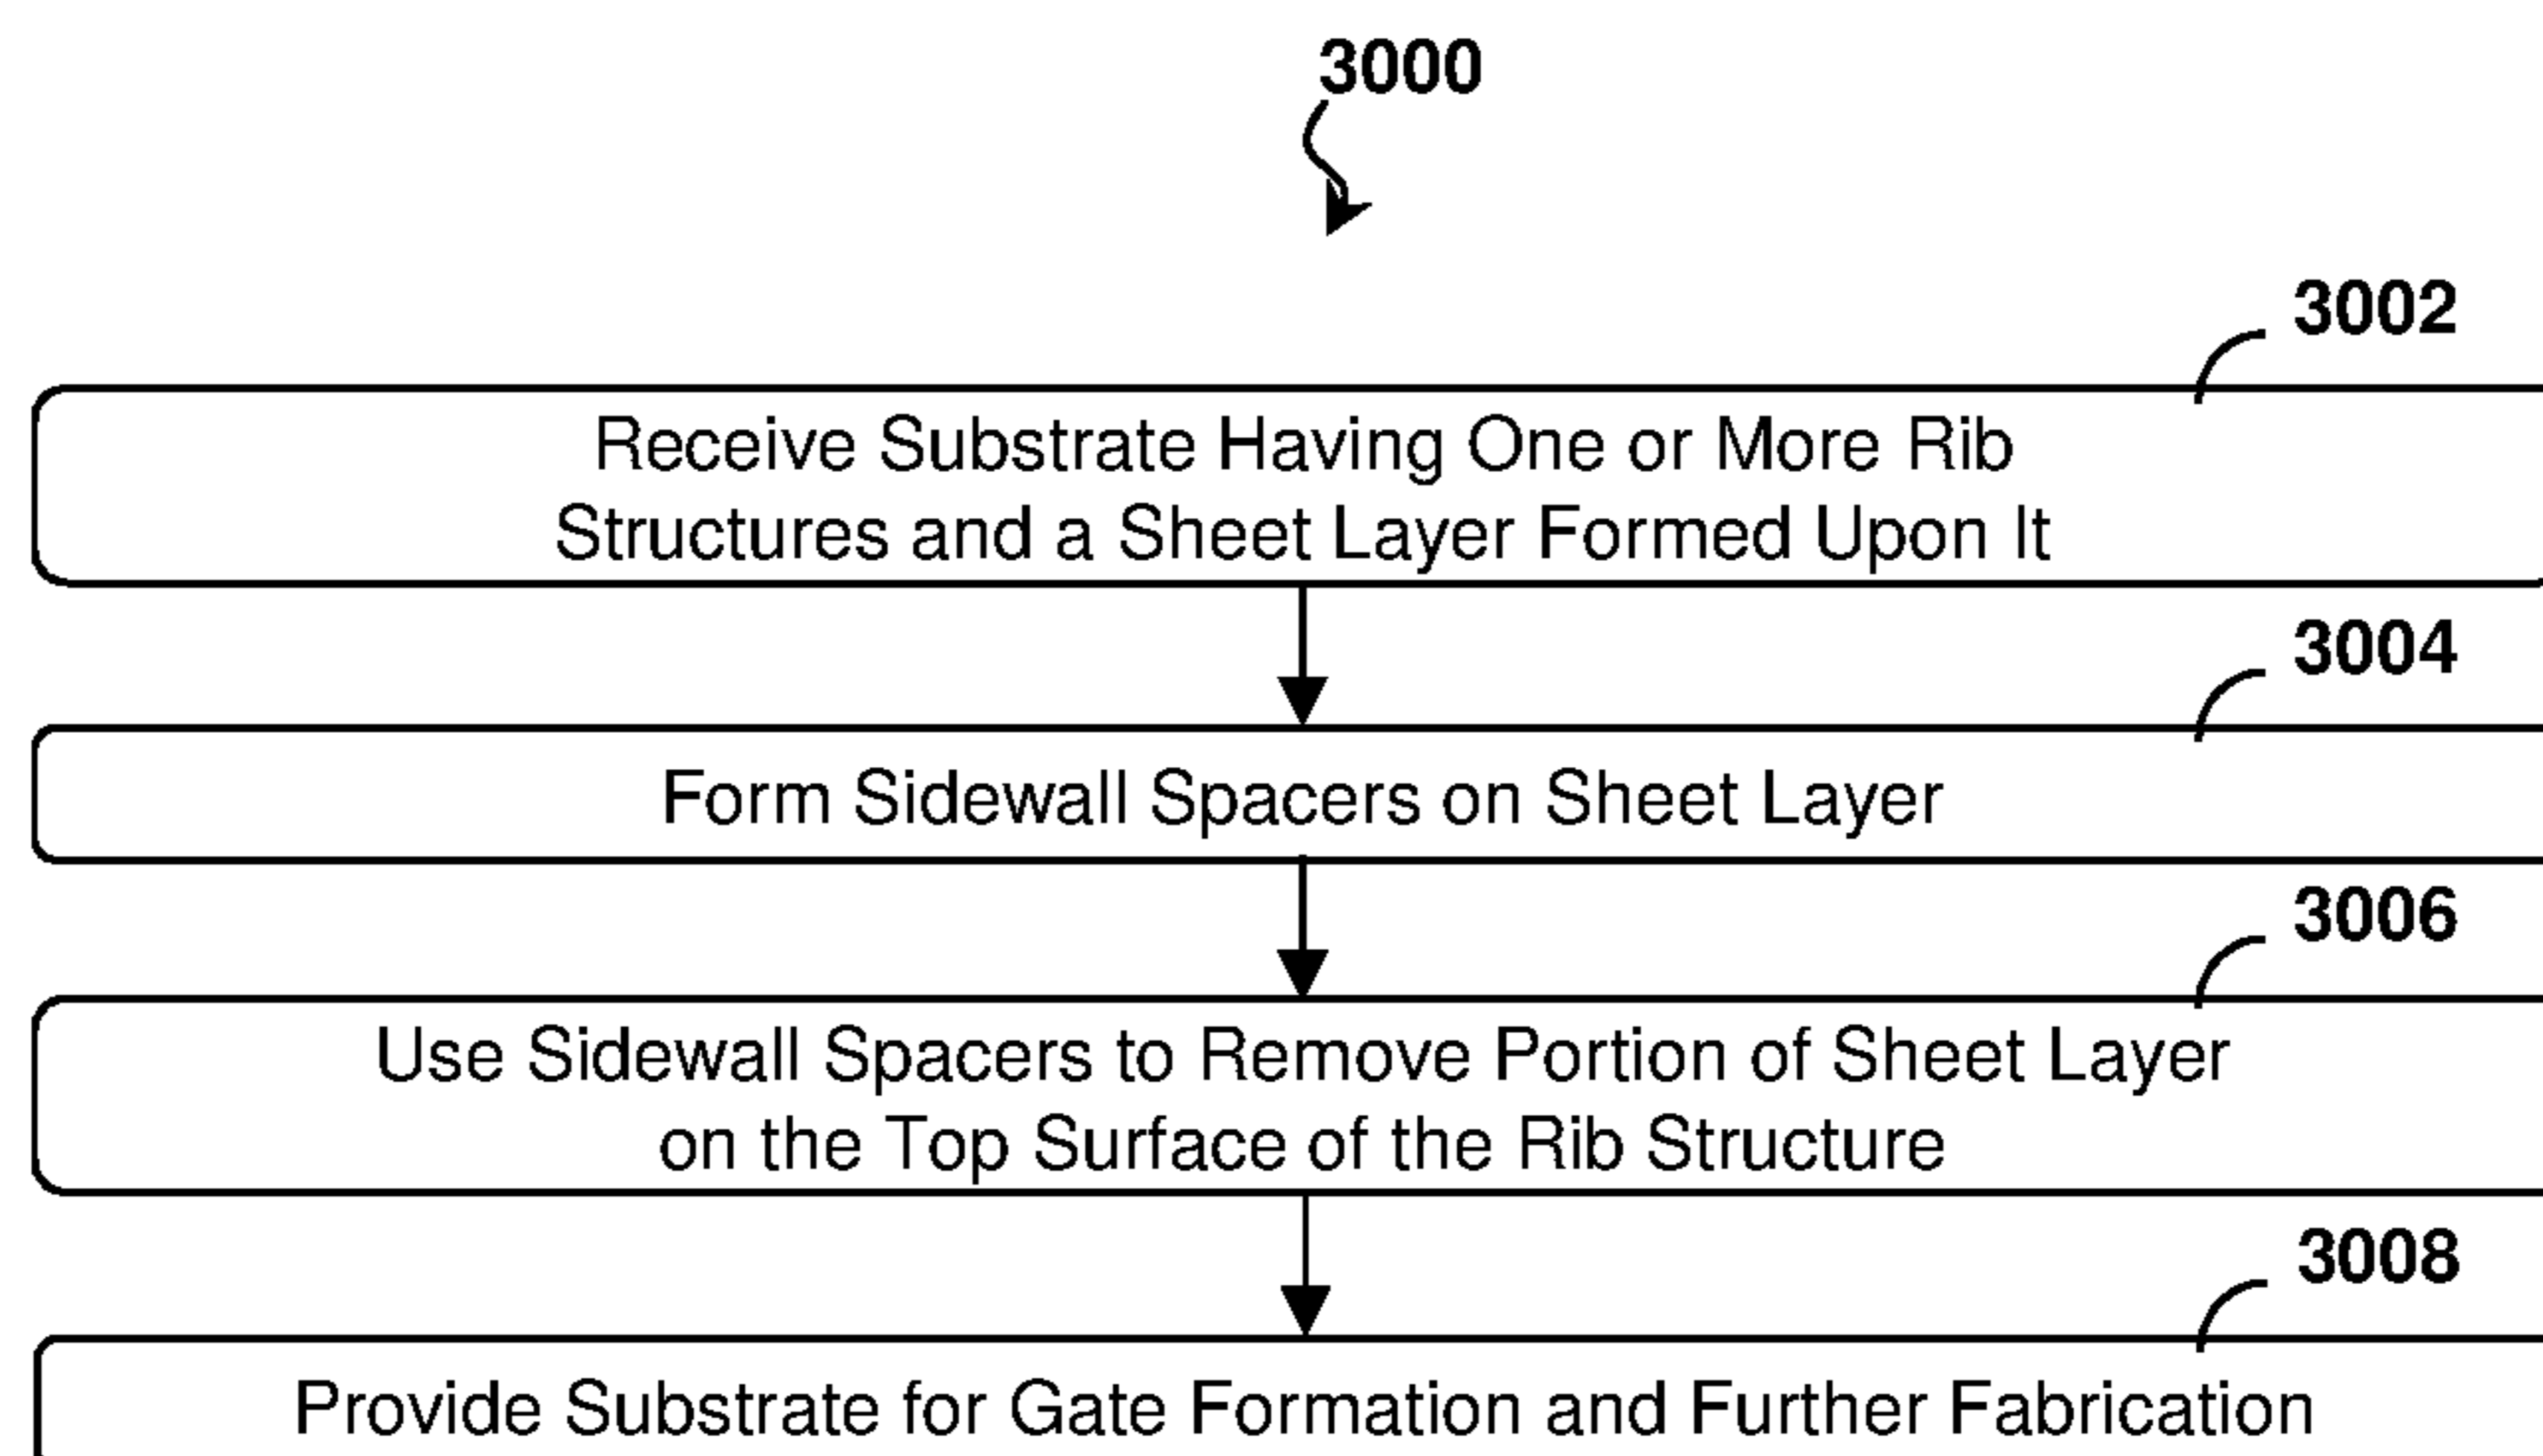 3000
3002
Receive Substrate Having One or More Rib
Structures and a Sheet Layer Formed Upon It
3004
Form Sidewall Spacers on Sheet Layer
3006
Use Sidewall Spacers to Remove Portion of Sheet Layer
on the Top Surface of the Rib Structure
3008
Provide Substrate for Gate Formation and Further Fabrication